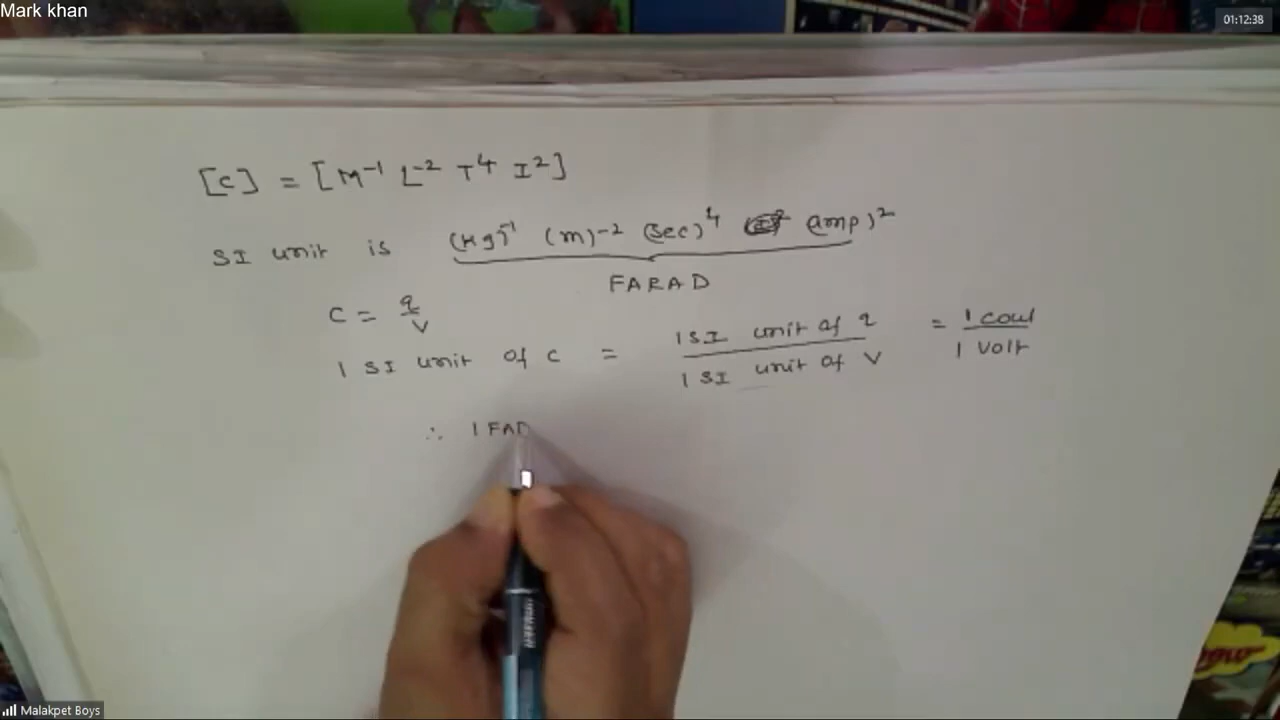 Mark khan
01:12:38
[C] = [M⁻¹ L⁻² T⁴ I²]
SI unit is (Kg)⁻¹ (m)⁻² (sec)⁴ (amp)²
FARAD
C = q/V
1 SI unit of C = 1 SI unit of q / 1 SI unit of V = 1 coul / 1 volt
∴ 1 FAD
Malakpet Boys